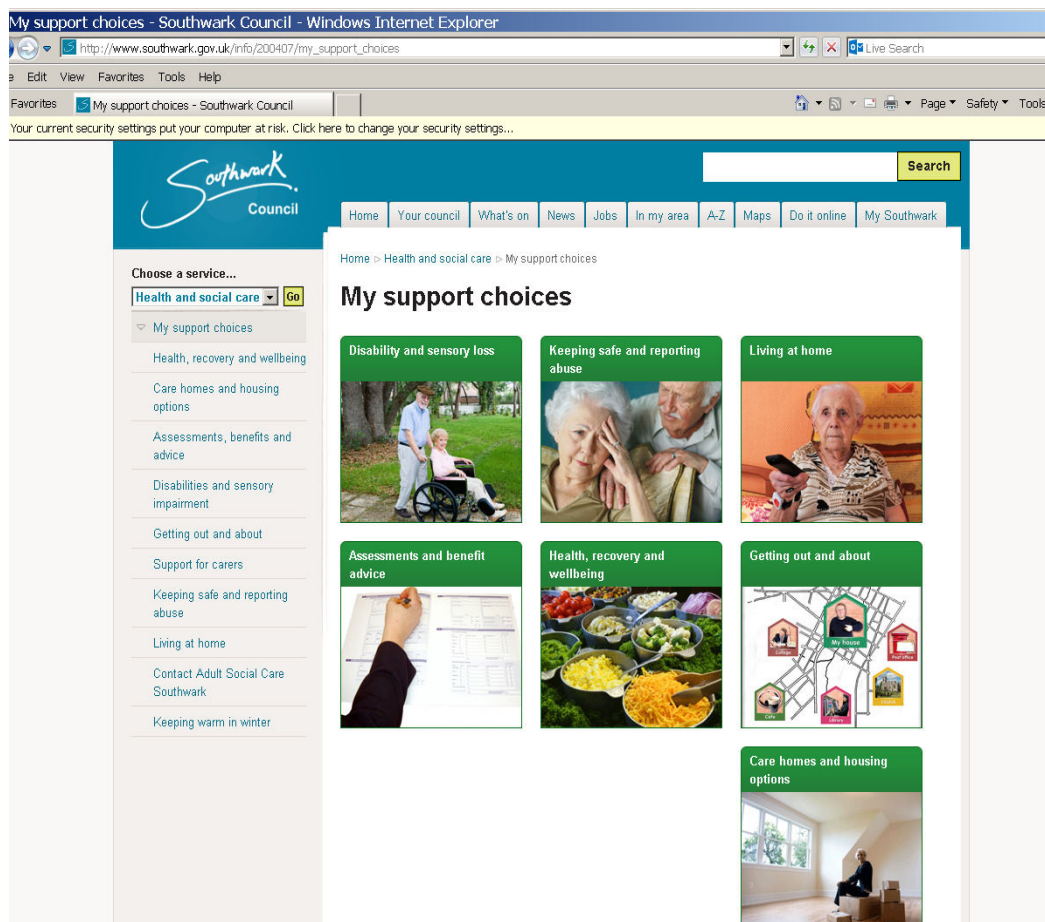 My support choices - Southwark Council - Windows Internet Explorer
http://www.southwark.gov.uk/info/200407/my_support_choices
Live Search
Edit View Favorites Tools Help
Favorites
My support choices - Southwark Council
Page Safety Tools
Your current security settings put your computer at risk. Click here to change your security settings...
Southwark
Council
Search
Home
Your council
What's on
News
Jobs
In my area
A-Z
Maps
Do it online
My Southwark
Home ▹ Health and social care ▹ My support choices
My support choices
Choose a service...
Health and social care
Go
My support choices
Health, recovery and wellbeing
Care homes and housing
options
Assessments, benefits and
advice
Disabilities and sensory
impairment
Getting out and about
Support for carers
Keeping safe and reporting
abuse
Living at home
Contact Adult Social Care
Southwark
Keeping warm in winter
Disability and sensory loss
Keeping safe and reporting
abuse
Living at home
Assessments and benefit
advice
Health, recovery and
wellbeing
Getting out and about
My house
College
Post office
Cafe
Library
Care homes and housing
options